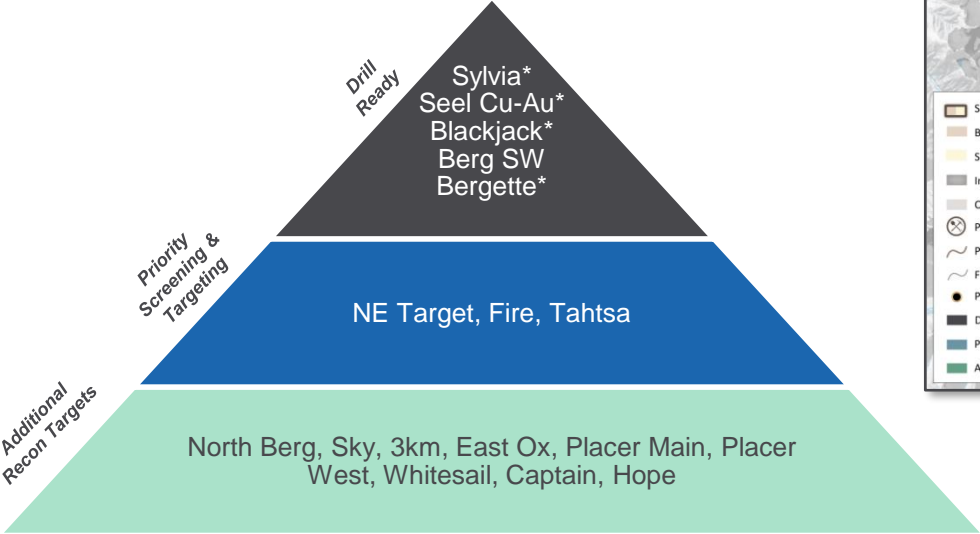 Drill
Ready
Sylvia*
Seel Cu-Au*
Blackjack*
Berg SW
Bergette*
Priority
Screening &
Targeting
NE Target, Fire, Tahtsa
Additional
Recon Targets
North Berg, Sky, 3km, East Ox, Placer Main, Placer
West, Whitesail, Captain, Hope